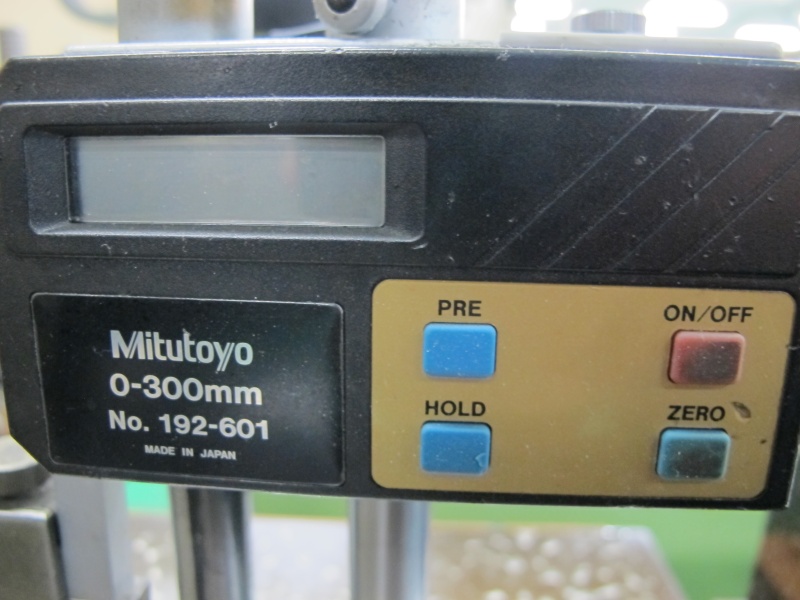 Mitutoyo
0-300mm
No. 192-601
MADE IN JAPAN
PRE
ON/OFF
HOLD
ZERO